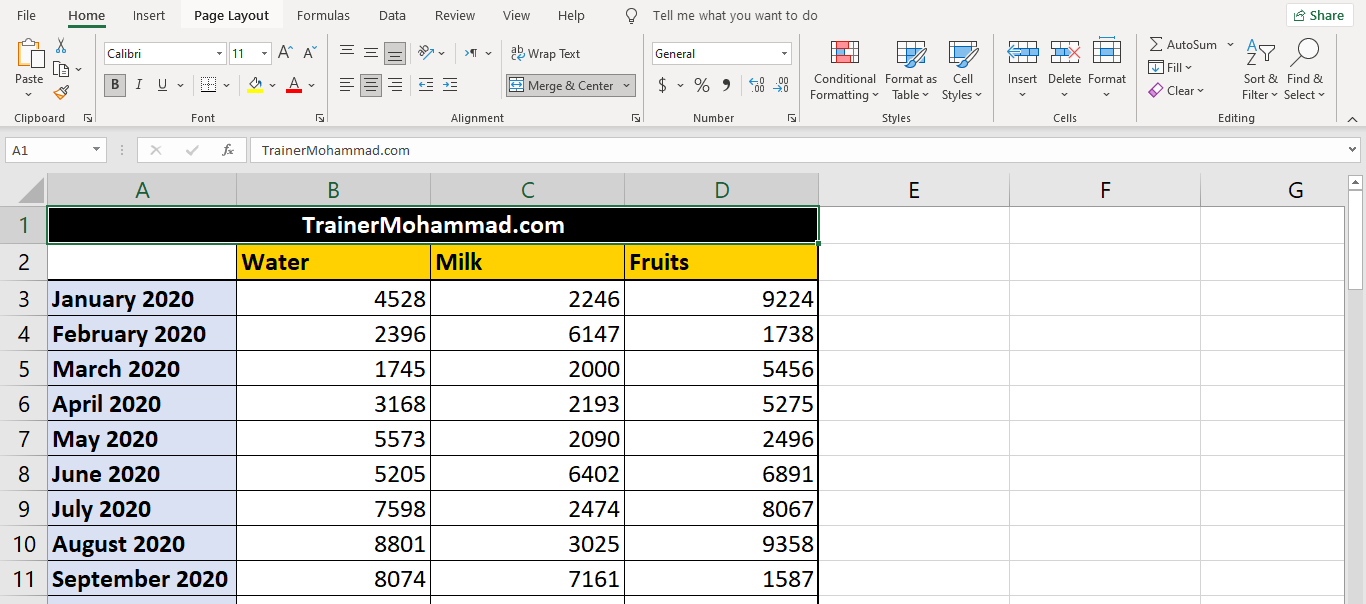 File Home Insert Page Layout Formulas Data Review View Help Tell me what you want to do Share
Calibri 11 General
Paste B I U Wrap Text Merge & Center $ % Conditional Formatting Format as Table Cell Styles Insert Delete Format AutoSum Fill Clear Sort & Filter Find & Select
Clipboard Font Alignment Number Styles Cells Editing
A1 fx TrainerMohammad.com
A B C D E F G
1 TrainerMohammad.com
2 Water Milk Fruits
3 January 2020 4528 2246 9224
4 February 2020 2396 6147 1738
5 March 2020 1745 2000 5456
6 April 2020 3168 2193 5275
7 May 2020 5573 2090 2496
8 June 2020 5205 6402 6891
9 July 2020 7598 2474 8067
10 August 2020 8801 3025 9358
11 September 2020 8074 7161 1587